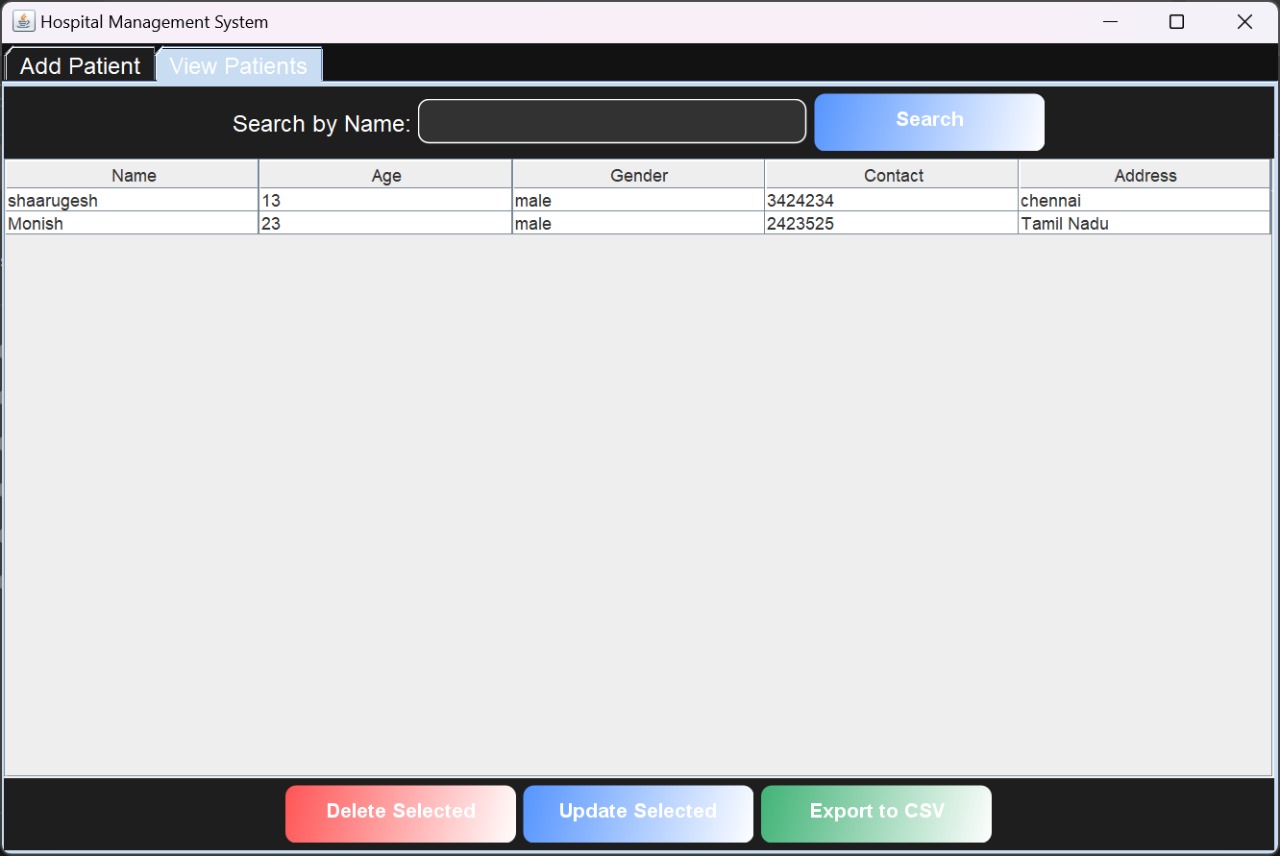 Hospital Management System
Add Patient View Patients
Search by Name: Search
Name Age Gender Contact Address
shaarugesh 13 male 3424234 chennai
Monish 23 male 2423525 Tamil Nadu
Delete Selected Update Selected Export to CSV